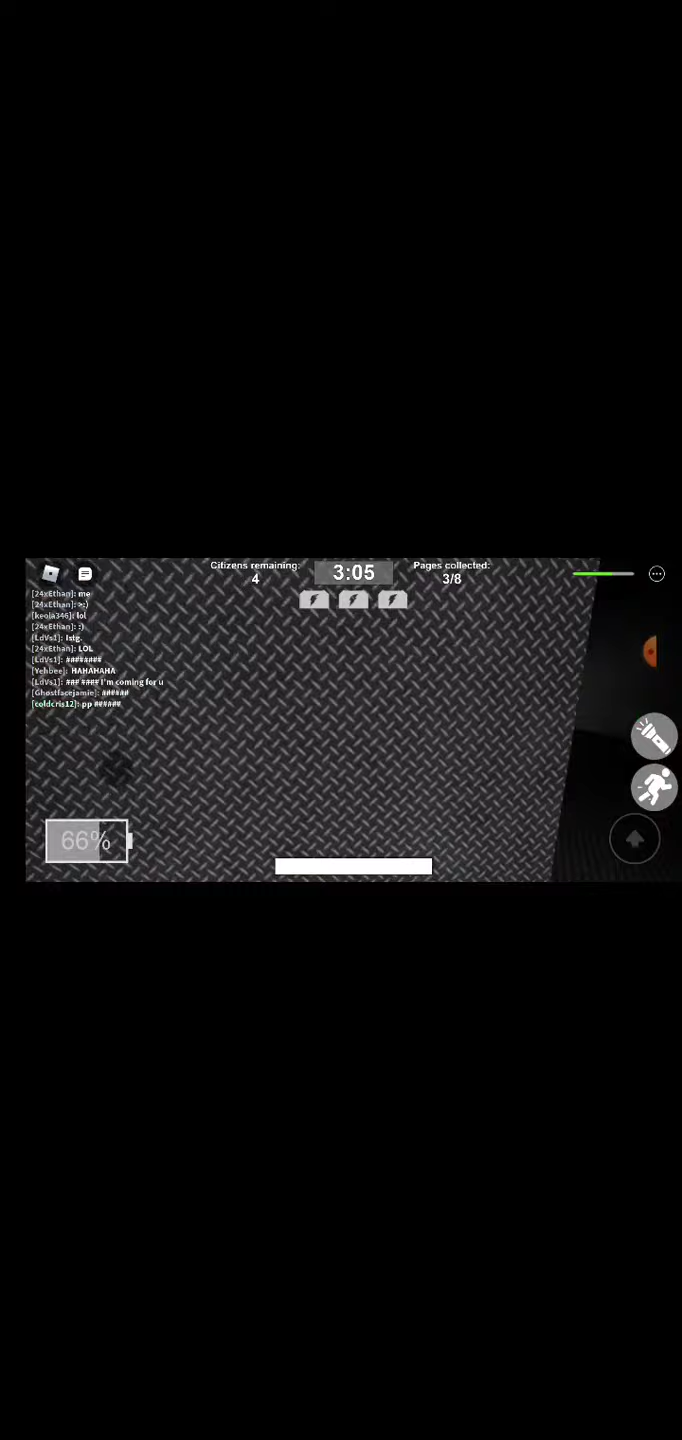 Citizens remaining:
4
3:05
Pages collected:
3/8
[24xEthan]: me
[24xEthan]: >:)
[keola346]: lol
[24xEthan]: :)
[LdVs1]: Istg.
[24xEthan]: LOL
[LdVs1]: ########
[Yehbee]: HAHAHAHA
[LdVs1]: ### #### I'm coming for u
[Ghostfacejamie]: ######
[coldcris12]: pp ######
66%